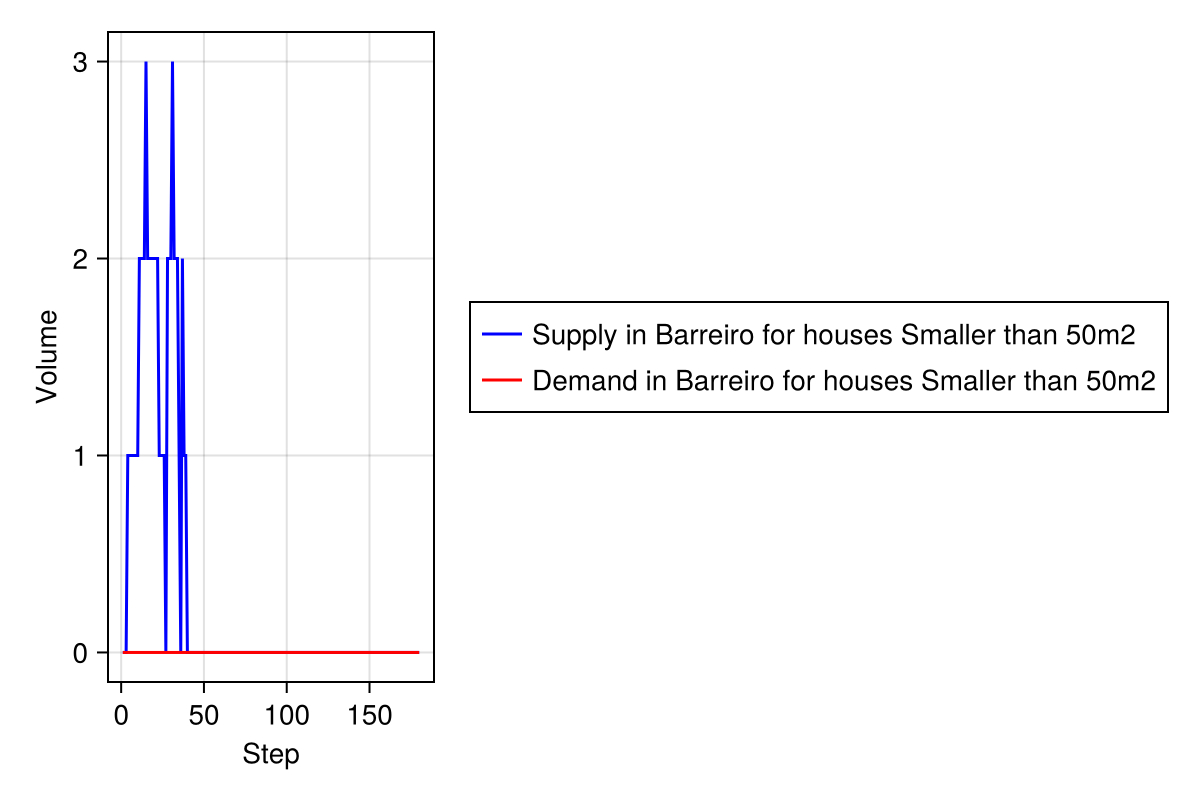 3
2
1
0
Volume
0 50 100 150
Step
Supply in Barreiro for houses Smaller than 50m2
Demand in Barreiro for houses Smaller than 50m2